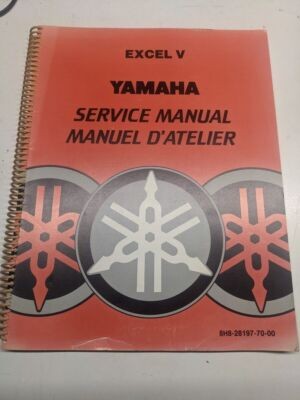 EXCEL V
YAMAHA
SERVICE MANUAL
MANUEL D'ATELIER
8H8-28197-70-00